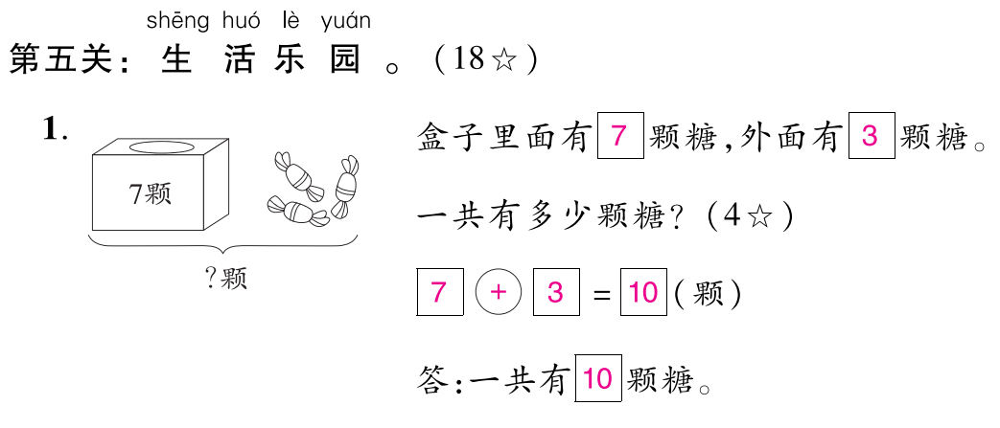 shēng huó lè yuán
第五关：生活乐园。（18☆）
1.
7颗
?颗
盒子里面有7颗糖，外面有3颗糖。
一共有多少颗糖？（4☆）
7 + 3 = 10（颗）
答：一共有10颗糖。